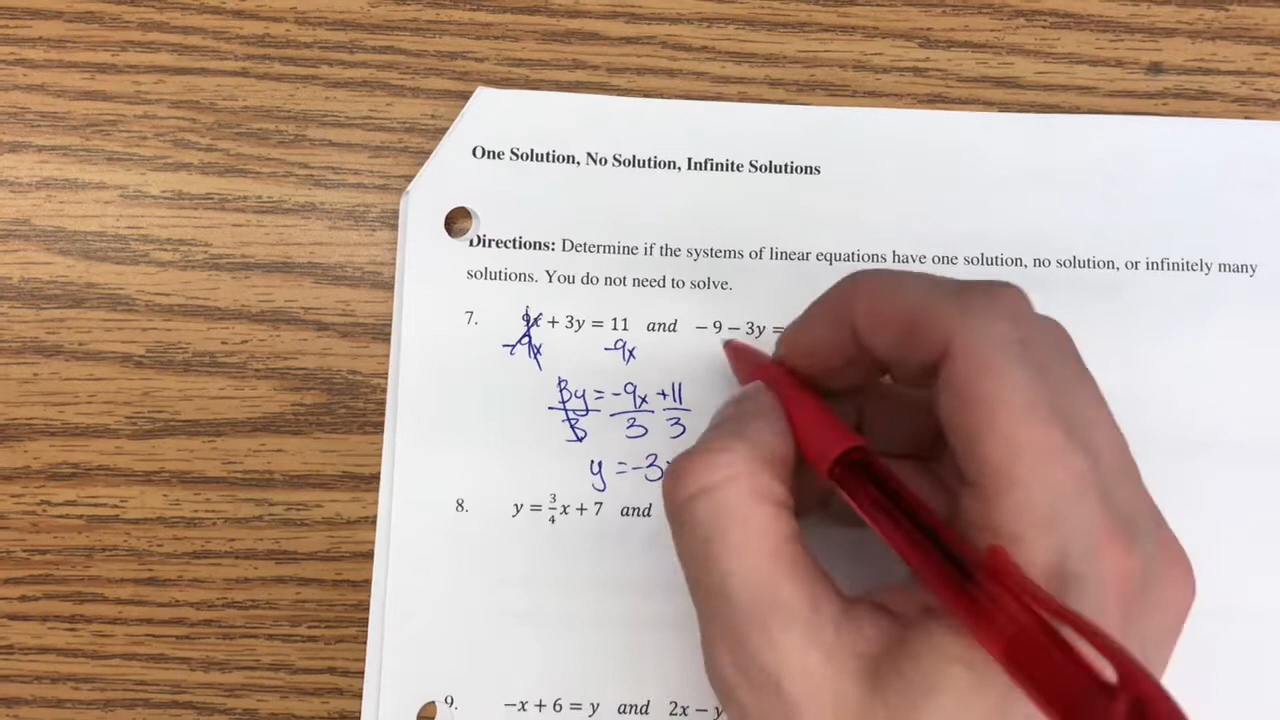 One Solution, No Solution, Infinite Solutions
Directions: Determine if the systems of linear equations have one solution, no solution, or infinitely many
solutions. You do not need to solve.
7. 9x + 3y = 11 and − 9 − 3y =
-9x -9x
3y = -9x +11
3 3 3
y = -3
8. y = 3/4 x + 7 and
9. −x + 6 = y and 2x − y